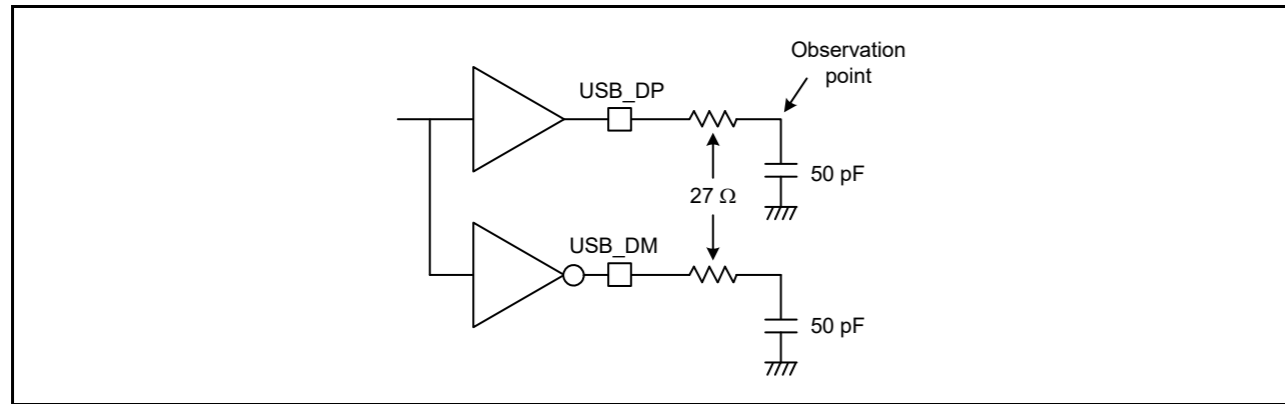 Observation
point
USB_DP
50 pF
27 Ω
USB_DM
50 pF